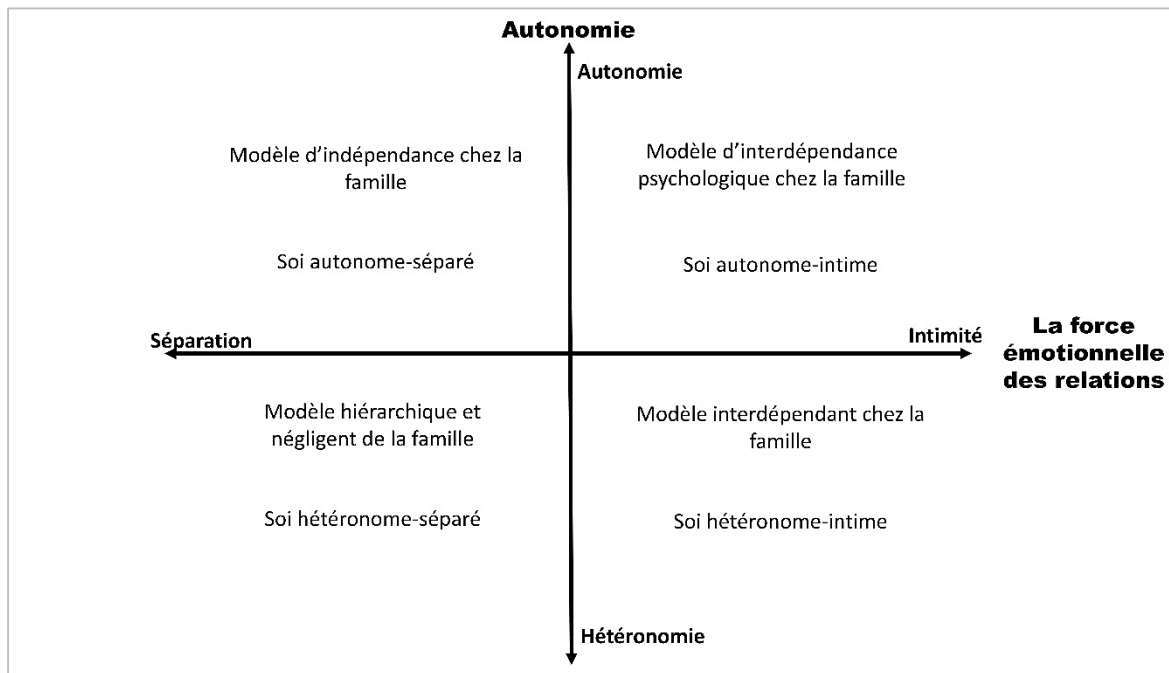 Autonomie
Autonomie
Modèle d'indépendance chez la
famille
Modèle d'interdépendance
psychologique chez la famille
Soi autonome-séparé
Soi autonome-intime
Séparation
Intimité
La force
émotionnelle
des relations
Modèle hiérarchique et
négligent de la famille
Modèle interdépendant chez la
famille
Soi hétéronome-séparé
Soi hétéronome-intime
Hétéronomie